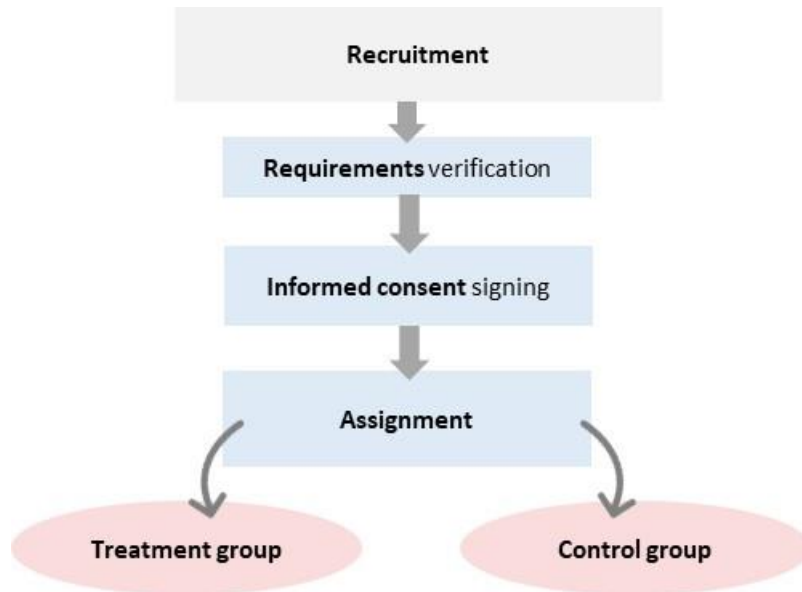 Recruitment
Requirements verification
Informed consent signing
Assignment
Treatment group
Control group